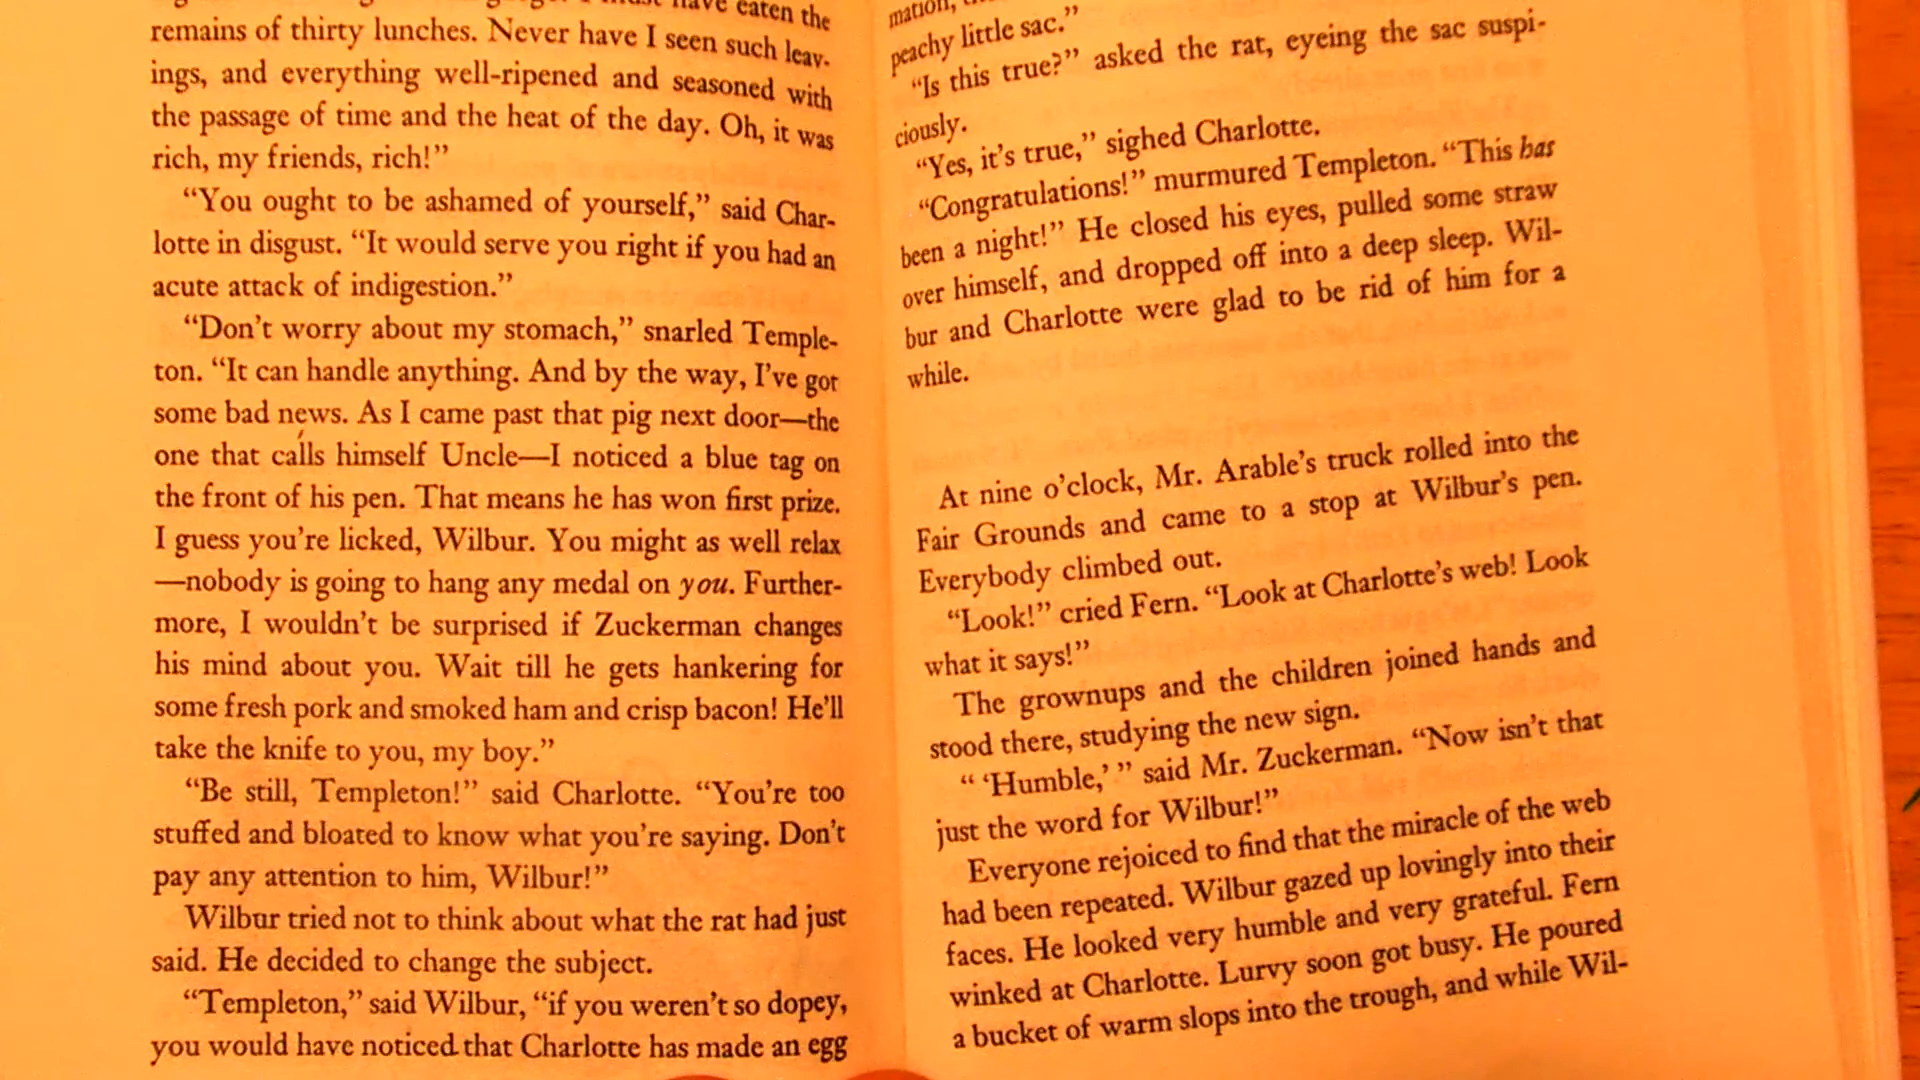 have eaten the
remains of thirty lunches. Never have I seen such leav-
ings, and everything well-ripened and seasoned with
the passage of time and the heat of the day. Oh, it was
rich, my friends, rich!”
“You ought to be ashamed of yourself,” said Char-
lotte in disgust. “It would serve you right if you had an
acute attack of indigestion.”
“Don’t worry about my stomach,” snarled Temple-
ton. “It can handle anything. And by the way, I’ve got
some bad news. As I came past that pig next door—the
one that calls himself Uncle—I noticed a blue tag on
the front of his pen. That means he has won first prize.
I guess you’re licked, Wilbur. You might as well relax
—nobody is going to hang any medal on you. Further-
more, I wouldn’t be surprised if Zuckerman changes
his mind about you. Wait till he gets hankering for
some fresh pork and smoked ham and crisp bacon! He’ll
take the knife to you, my boy.”
“Be still, Templeton!” said Charlotte. “You’re too
stuffed and bloated to know what you’re saying. Don’t
pay any attention to him, Wilbur!”
Wilbur tried not to think about what the rat had just
said. He decided to change the subject.
“Templeton,” said Wilbur, “if you weren’t so dopey,
you would have noticed that Charlotte has made an egg
mation,
peachy little sac.”
“Is this true?” asked the rat, eyeing the sac suspi-
ciously.
“Yes, it’s true,” sighed Charlotte.
“Congratulations!” murmured Templeton. “This has
been a night!” He closed his eyes, pulled some straw
over himself, and dropped off into a deep sleep. Wil-
bur and Charlotte were glad to be rid of him for a
while.
At nine o’clock, Mr. Arable’s truck rolled into the
Fair Grounds and came to a stop at Wilbur’s pen.
Everybody climbed out.
“Look!” cried Fern. “Look at Charlotte’s web! Look
what it says!”
The grownups and the children joined hands and
stood there, studying the new sign.
“ ‘Humble,’ ” said Mr. Zuckerman. “Now isn’t that
just the word for Wilbur!”
Everyone rejoiced to find that the miracle of the web
had been repeated. Wilbur gazed up lovingly into their
faces. He looked very humble and very grateful. Fern
winked at Charlotte. Lurvy soon got busy. He poured
a bucket of warm slops into the trough, and while Wil-